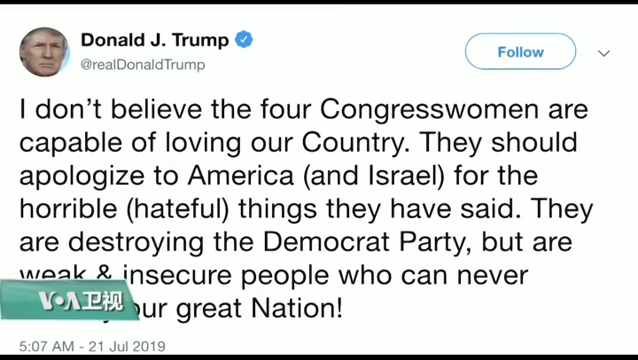 Donald J. Trump
@realDonaldTrump
Follow
I don't believe the four Congresswomen are
capable of loving our Country. They should
apologize to America (and Israel) for the
horrible (hateful) things they have said. They
are destroying the Democrat Party, but are
weak & insecure people who can never
our great Nation!
VOA卫视
5:07 AM - 21 Jul 2019